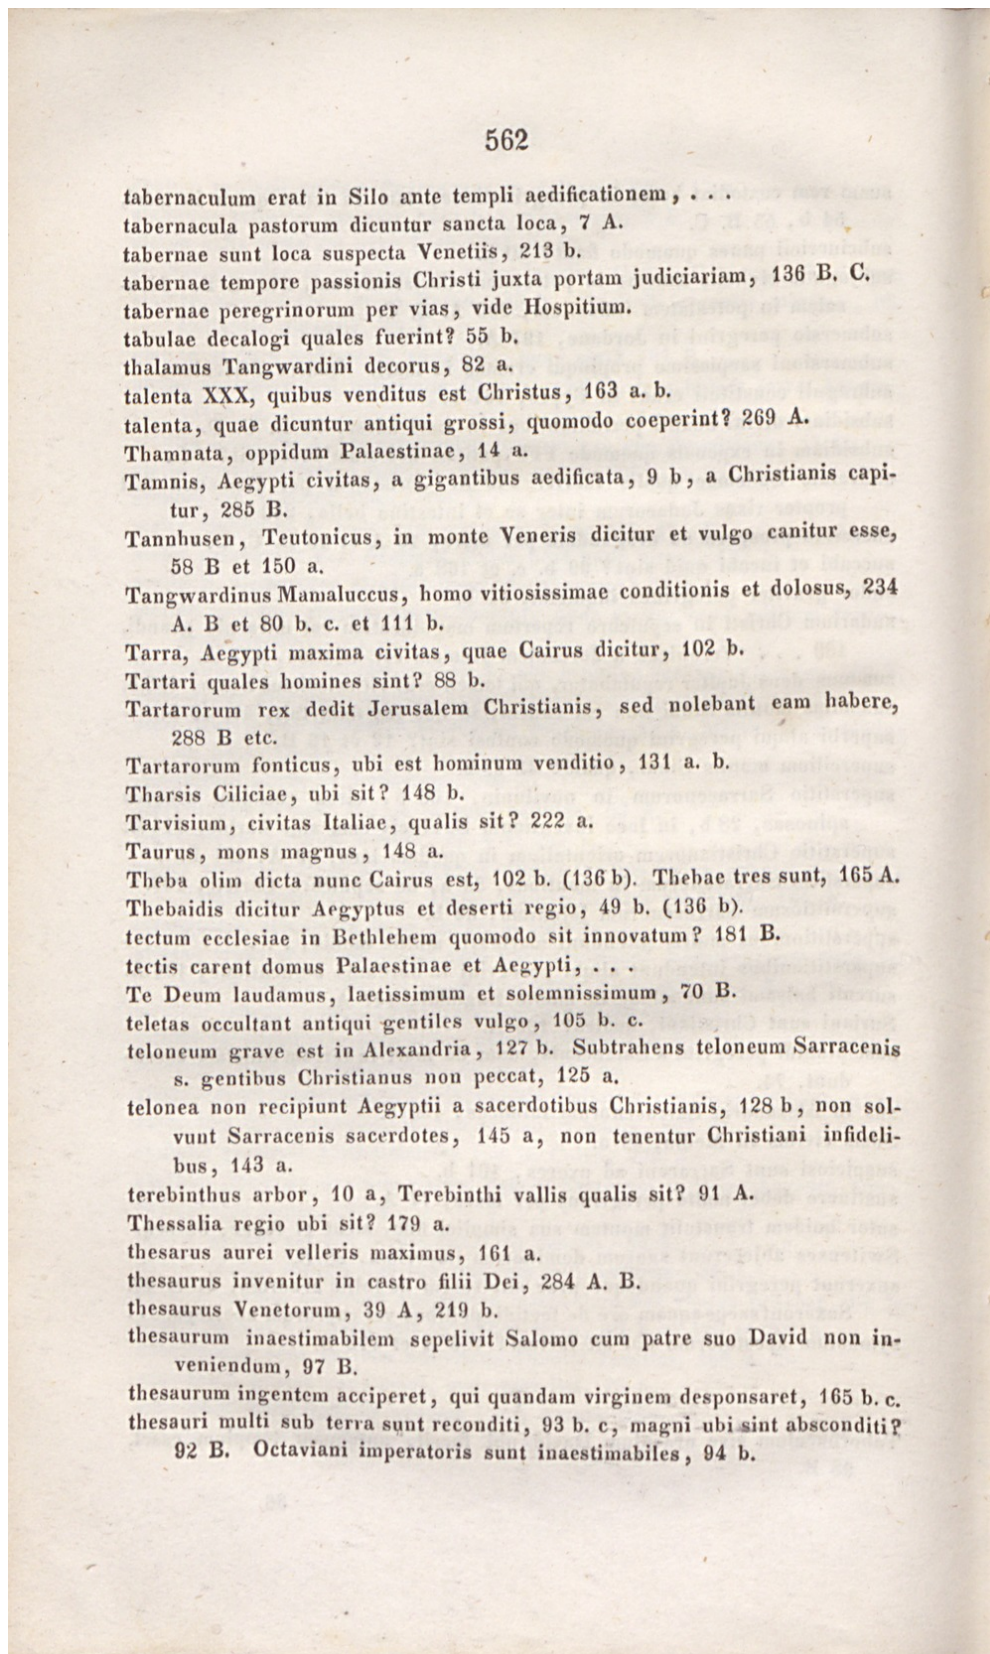 562
tabernaculum erat in Silo ante templi aedificationem, . . .
tabernacula pastorum dicuntur sancta loca, 7 A.
tabernae sunt loca suspecta Venetiis, 213 b.
tabernae tempore passionis Christi juxta portam judiciariam, 136 B. C.
tabernae peregrinorum per vias, vide Hospitium.
tabulae decalogi quales fuerint? 55 b.
thalamus Tangwardini decorus, 82 a.
talenta XXX, quibus venditus est Christus, 163 a. b.
talenta, quae dicuntur antiqui grossi, quomodo coeperint? 269 A.
Thamnata, oppidum Palaestinae, 14 a.
Tamnis, Aegypti civitas, a gigantibus aedificata, 9 b, a Christianis capi-
tur, 285 B.
Tannhusen, Teutonicus, in monte Veneris dicitur et vulgo canitur esse,
58 B et 150 a.
Tangwardinus Mamaluccus, homo vitiosissimae conditionis et dolosus, 234
A. B et 80 b. c. et 111 b.
Tarra, Aegypti maxima civitas, quae Cairus dicitur, 102 b.
Tartari quales homines sint? 88 b.
Tartarorum rex dedit Jerusalem Christianis, sed nolebant eam habere,
288 B etc.
Tartarorum fonticus, ubi est hominum venditio, 131 a. b.
Tharsis Ciliciae, ubi sit? 148 b.
Tarvisium, civitas Italiae, qualis sit? 222 a.
Taurus, mons magnus, 148 a.
Theba olim dicta nunc Cairus est, 102 b. (136 b). Thebae tres sunt, 165 A.
Thebaidis dicitur Aegyptus et deserti regio, 49 b. (136 b).
tectum ecclesiae in Bethlehem quomodo sit innovatum? 181 B.
tectis carent domus Palaestinae et Aegypti, . . .
Te Deum laudamus, laetissimum et solemnissimum, 70 B.
teletas occultant antiqui gentiles vulgo, 105 b. c.
teloneum grave est in Alexandria, 127 b. Subtrahens teloneum Sarracenis
s. gentibus Christianus non peccat, 125 a.
telonea non recipiunt Aegyptii a sacerdotibus Christianis, 128 b, non sol-
vunt Sarracenis sacerdotes, 145 a, non tenentur Christiani infideli-
bus, 143 a.
terebinthus arbor, 10 a, Terebinthi vallis qualis sit? 91 A.
Thessalia regio ubi sit? 179 a.
thesarus aurei velleris maximus, 161 a.
thesaurus invenitur in castro filii Dei, 284 A. B.
thesaurus Venetorum, 39 A, 219 b.
thesaurum inaestimabilem sepelivit Salomo cum patre suo David non in-
veniendum, 97 B.
thesaurum ingentem acciperet, qui quandam virginem desponsaret, 165 b. c.
thesauri multi sub terra sunt reconditi, 93 b. c, magni ubi sint absconditi?
92 B. Octaviani imperatoris sunt inaestimabiles, 94 b.